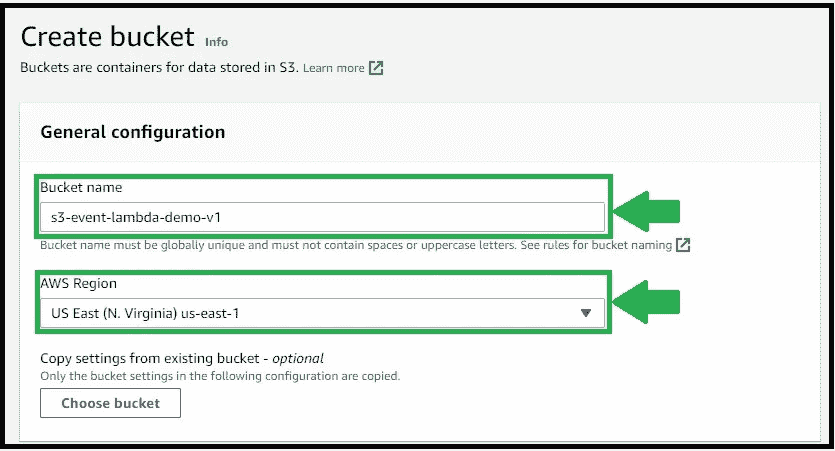 Create bucket Info
Buckets are containers for data stored in S3. Learn more
General configuration
Bucket name
s3-event-lambda-demo-v1
Bucket name must be globally unique and must not contain spaces or uppercase letters. See rules for bucket naming
AWS Region
US East (N. Virginia) us-east-1
Copy settings from existing bucket - optional
Only the bucket settings in the following configuration are copied.
Choose bucket